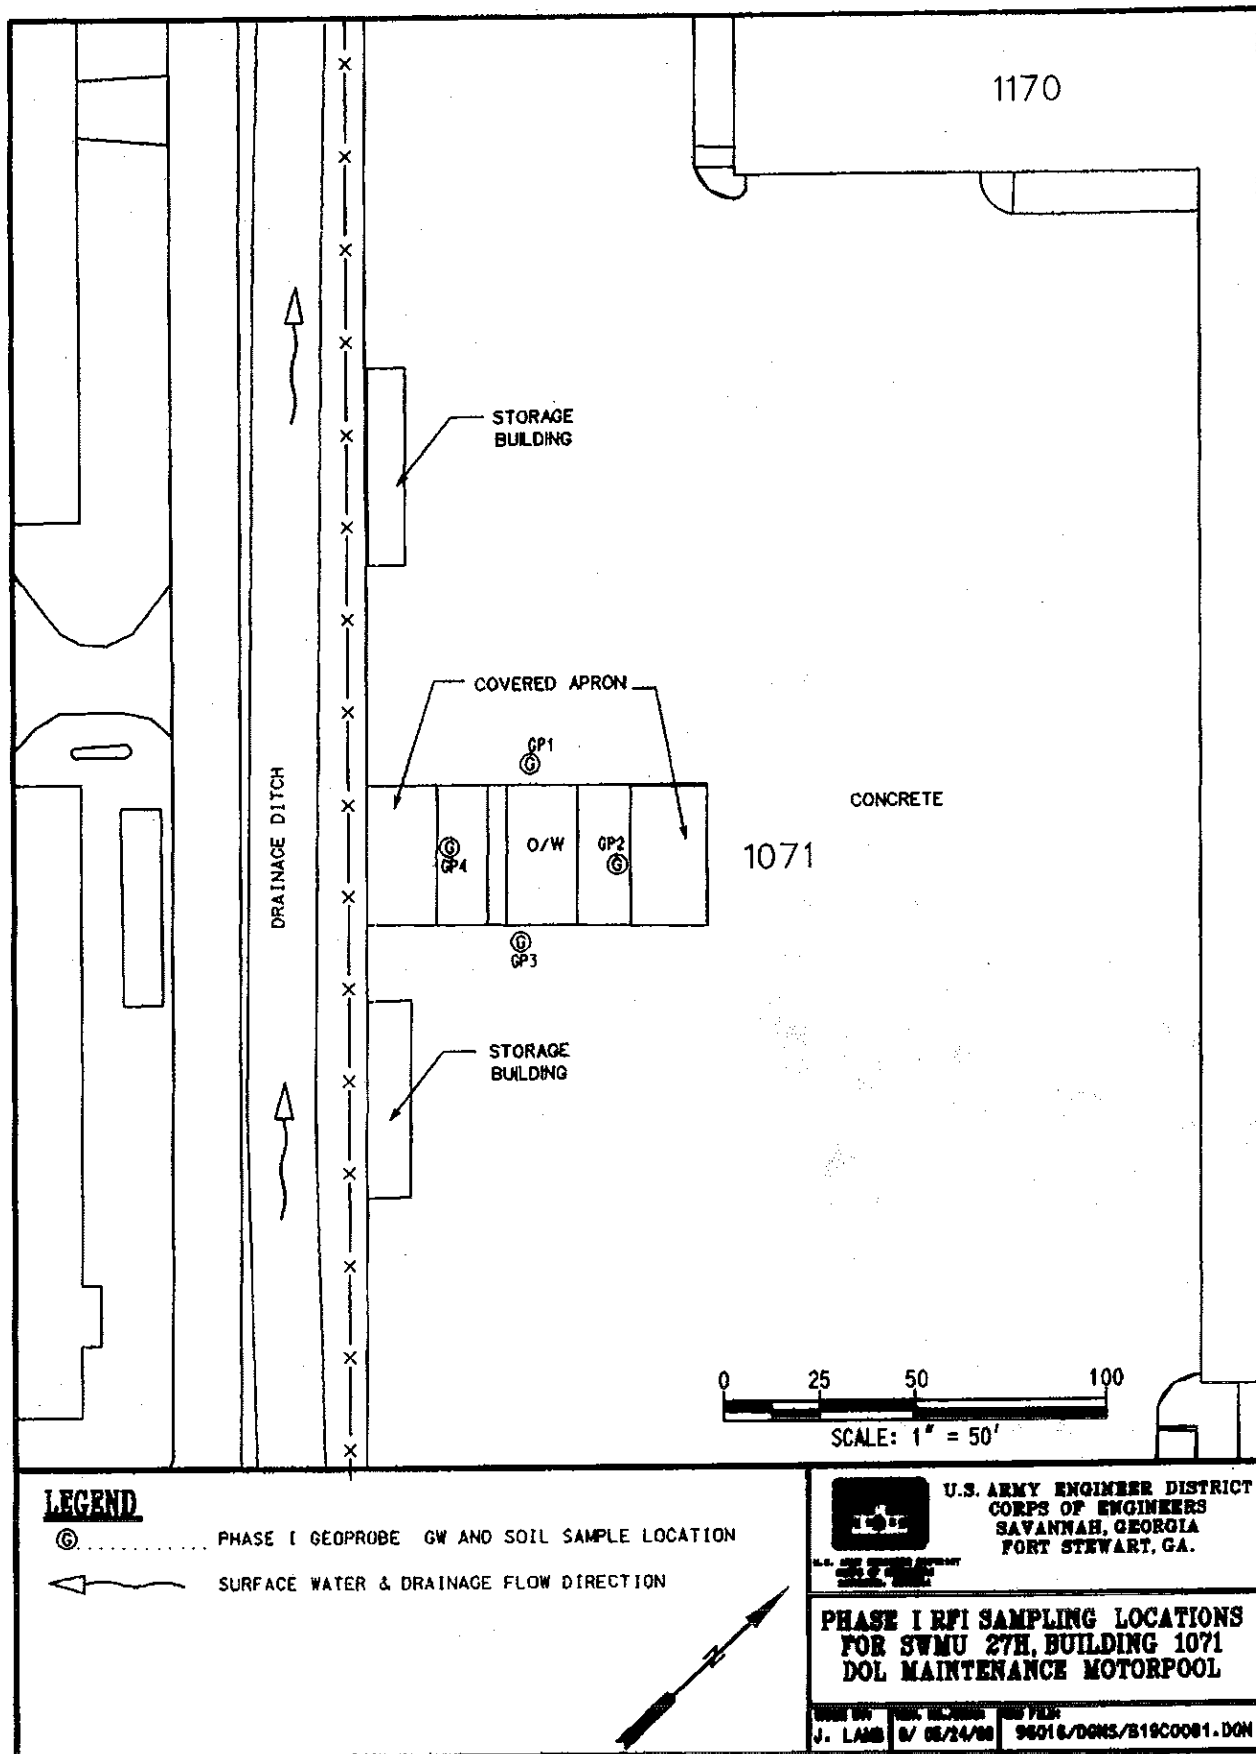 1170
STORAGE
BUILDING
COVERED APRON
GP1
G
CONCRETE
DRAINAGE DITCH
G
GP4
O/W
GP2
G
1071
G
GP3
STORAGE
BUILDING
0 25 50 100
SCALE: 1" = 50'
LEGEND
G ............ PHASE I GEOPROBE GW AND SOIL SAMPLE LOCATION
SURFACE WATER & DRAINAGE FLOW DIRECTION
N
U.S. ARMY ENGINEER DISTRICT
CORPS OF ENGINEERS
SAVANNAH, GEORGIA
FORT STEWART, GA.
PHASE I RFI SAMPLING LOCATIONS
FOR SWMU 27H, BUILDING 1071
DOL MAINTENANCE MOTORPOOL
J. LAMB